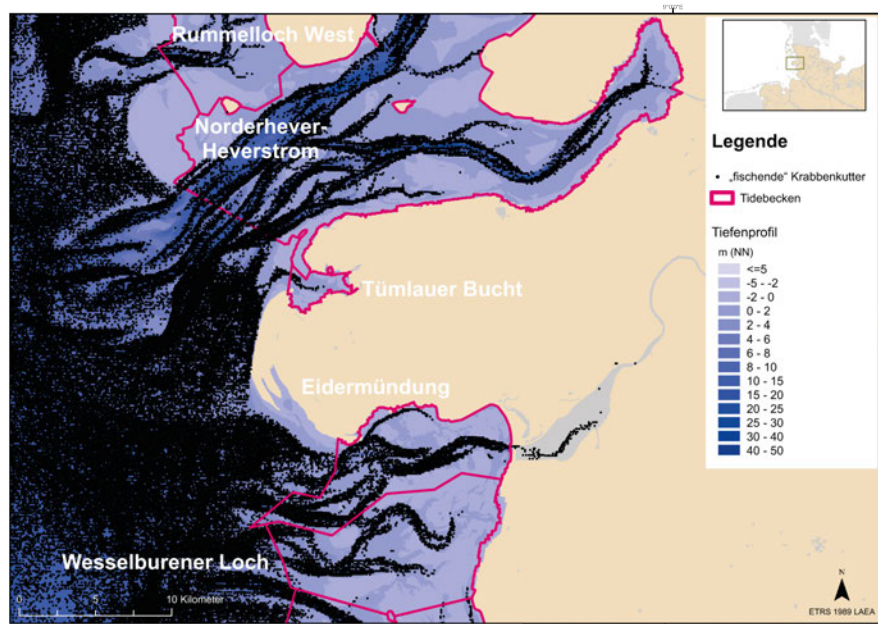 Rummelloch West
Norderhever-
Heverstrom
Tümlauer Bucht
Eidermündung
Wesselburener Loch
0 5 10 Kilometer
Legende
„fischende“ Krabbenkutter
Tidebecken
Tiefenprofil
m (NN)
<=5
-5 - -2
-2 - 0
0 - 2
2 - 4
4 - 6
6 - 8
8 - 10
10 - 15
15 - 20
20 - 25
25 - 30
30 - 40
40 - 50
N
ETRS 1989 LAEA